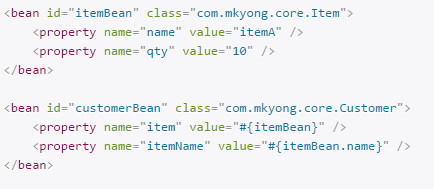 <bean id="itemBean" class="com.mkyong.core.Item">
    <property name="name" value="itemA" />
    <property name="qty" value="10" />
</bean>

<bean id="customerBean" class="com.mkyong.core.Customer">
    <property name="item" value="#{itemBean}" />
    <property name="itemName" value="#{itemBean.name}" />
</bean>